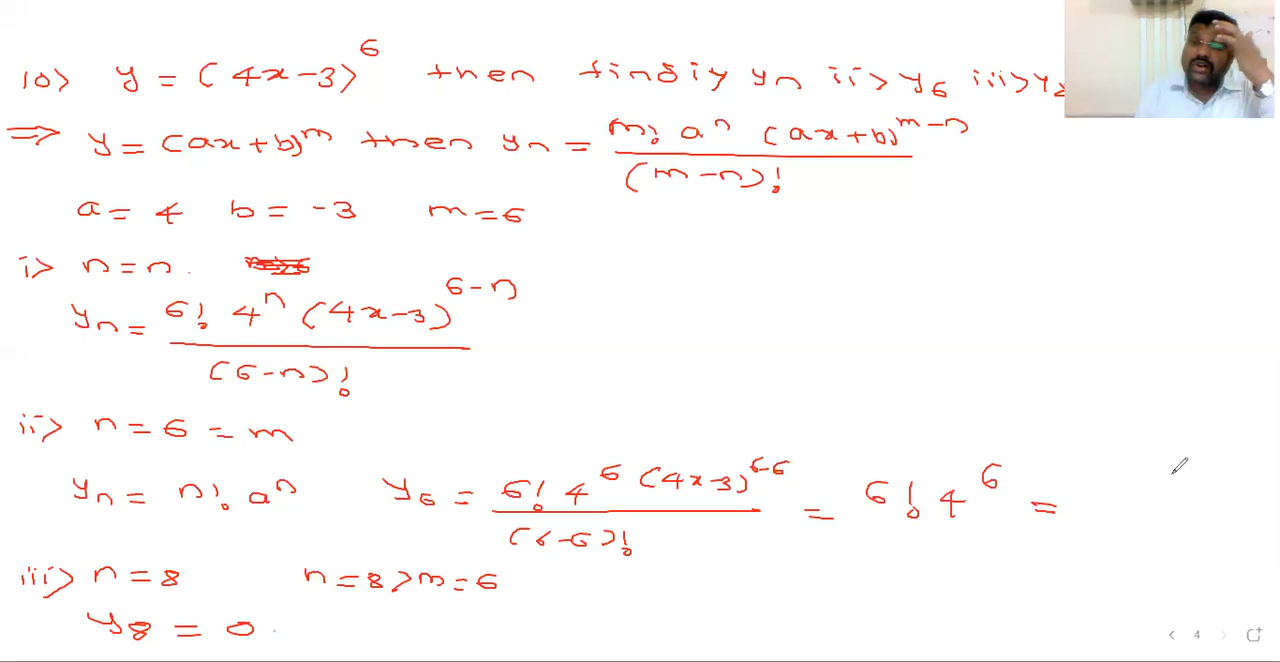 10> y = (4x-3)^6 then find i> yn ii> y6 iii> y8
⇒ y = (ax+b)^m then yn = m! a^n (ax+b)^m-n / (m-n)!
a = 4 b = -3 m = 6
i> n = n.
yn = 6! 4^n (4x-3)^6-n / (6-n)!
ii> n = 6 = m
yn = n! a^n y6 = 6! 4^6 (4x-3)^6-6 / (6-6)! = 6! 4^6 =
iii> n = 8 n = 8 > m = 6
y8 = 0.
4